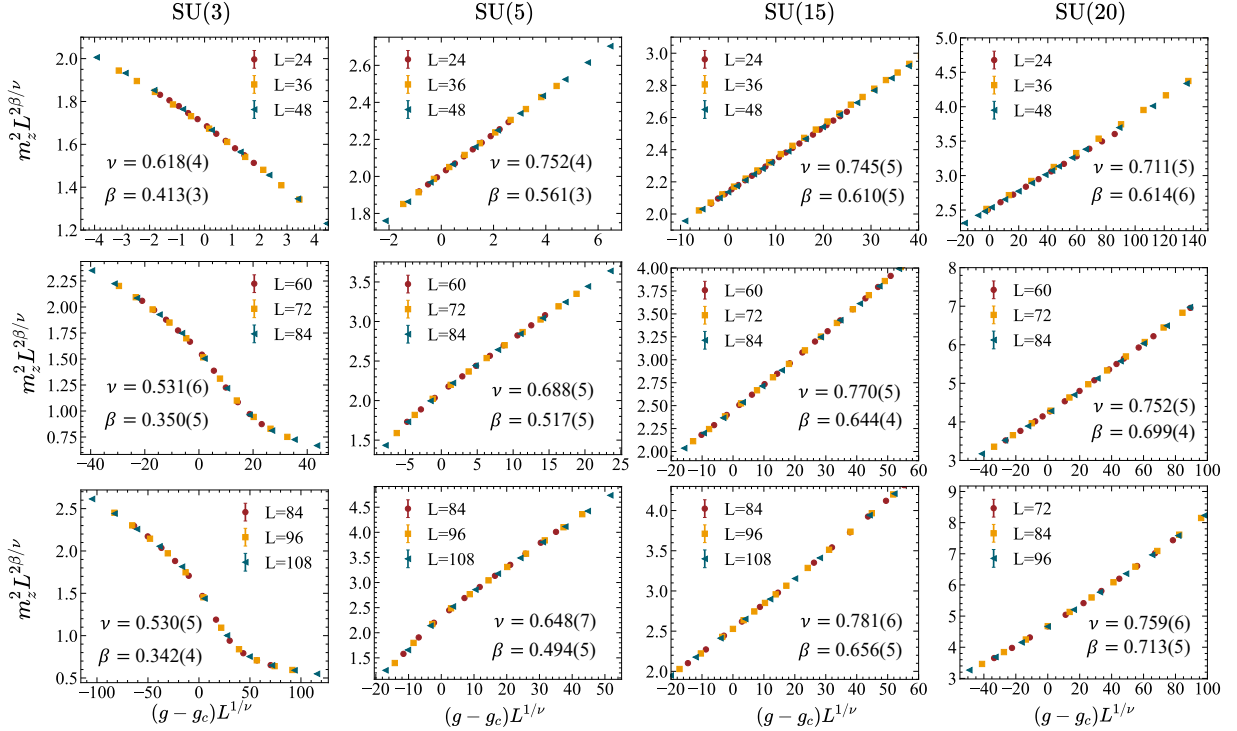 SU(3) SU(5) SU(15) SU(20)
m_z^2 L^{2β/ν}
2.0
1.8
1.6
1.4
1.2
L=24
L=36
L=48
ν = 0.618(4)
β = 0.413(3)
−4 −3 −2 −1 0 1 2 3 4
2.6
2.4
2.2
2.0
1.8
L=24
L=36
L=48
ν = 0.752(4)
β = 0.561(3)
−2 0 2 4 6
3.0
2.8
2.6
2.4
2.2
2.0
L=24
L=36
L=48
ν = 0.745(5)
β = 0.610(5)
−10 0 10 20 30 40
5.0
4.5
4.0
3.5
3.0
2.5
L=24
L=36
L=48
ν = 0.711(5)
β = 0.614(6)
−20 0 20 40 60 80 100 120 140
m_z^2 L^{2β/ν}
2.25
2.00
1.75
1.50
1.25
1.00
0.75
L=60
L=72
L=84
ν = 0.531(6)
β = 0.350(5)
−40 −20 0 20 40
3.5
3.0
2.5
2.0
1.5
L=60
L=72
L=84
ν = 0.688(5)
β = 0.517(5)
−5 0 5 10 15 20 25
4.00
3.75
3.50
3.25
3.00
2.75
2.50
2.25
2.00
L=60
L=72
L=84
ν = 0.770(5)
β = 0.644(4)
−20 −10 0 10 20 30 40 50 60
8
7
6
5
4
3
L=60
L=72
L=84
ν = 0.752(5)
β = 0.699(4)
−60 −40 −20 0 20 40 60 80 100
m_z^2 L^{2β/ν}
2.5
2.0
1.5
1.0
0.5
L=84
L=96
L=108
ν = 0.530(5)
β = 0.342(4)
−100 −50 0 50 100
(g − g_c)L^{1/ν}
4.5
4.0
3.5
3.0
2.5
2.0
1.5
L=84
L=96
L=108
ν = 0.648(7)
β = 0.494(5)
−20 −10 0 10 20 30 40 50
(g − g_c)L^{1/ν}
4.0
3.5
3.0
2.5
2.0
L=84
L=96
L=108
ν = 0.781(6)
β = 0.656(5)
−20 −10 0 10 20 30 40 50 60
(g − g_c)L^{1/ν}
9
8
7
6
5
4
3
L=72
L=84
L=96
ν = 0.759(6)
β = 0.713(5)
−40 −20 0 20 40 60 80 100
(g − g_c)L^{1/ν}